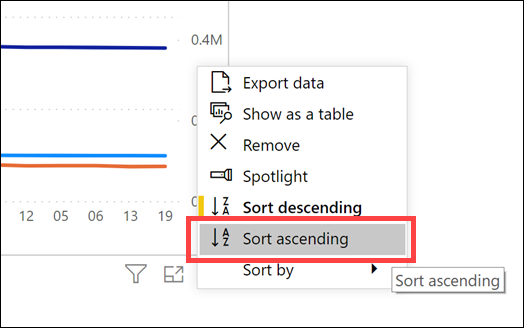 0.4M
Export data
Show as a table
Remove
Spotlight
Z
A
Sort descending
A
Z
Sort ascending
Sort by
Sort ascending
0.
12 05 06 13 19